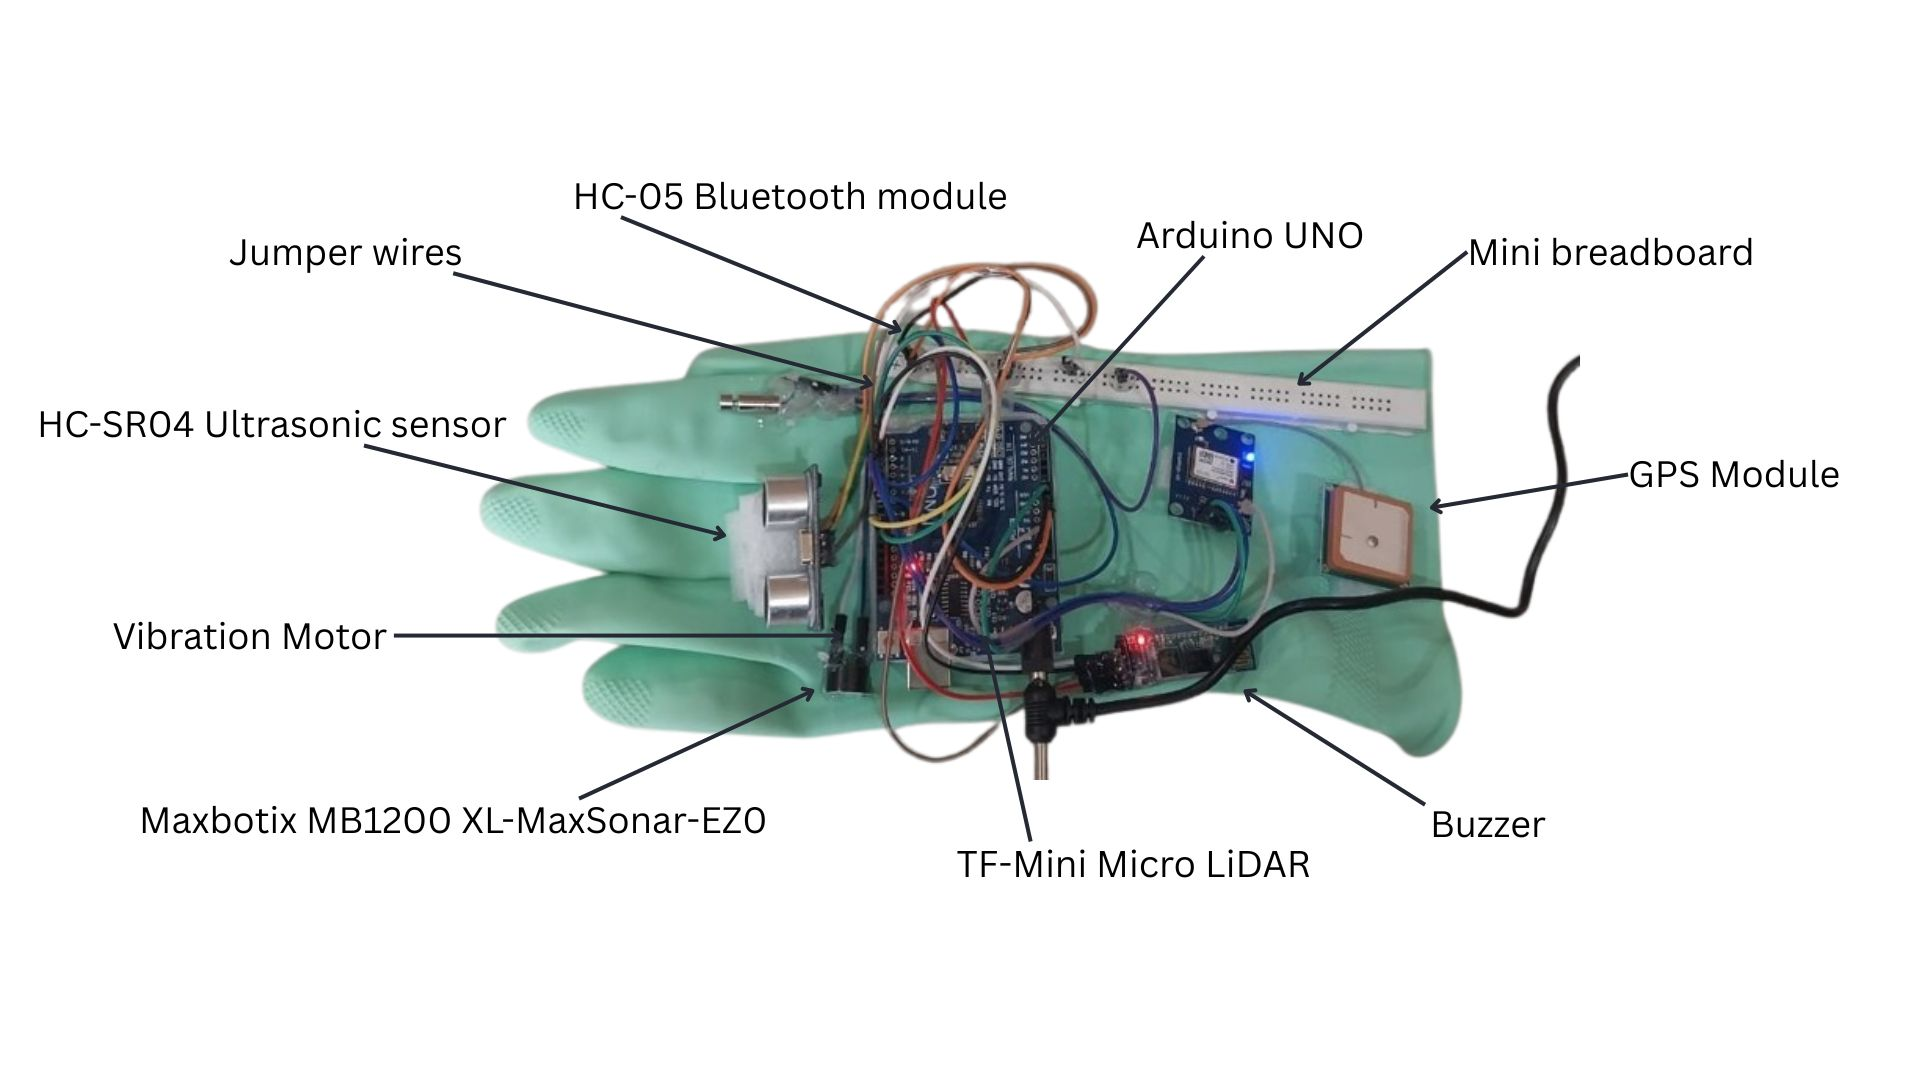 HC-05 Bluetooth module
Arduino UNO
Jumper wires
Mini breadboard
HC-SR04 Ultrasonic sensor
GPS Module
Vibration Motor
Maxbotix MB1200 XL-MaxSonar-EZ0
Buzzer
TF-Mini Micro LiDAR